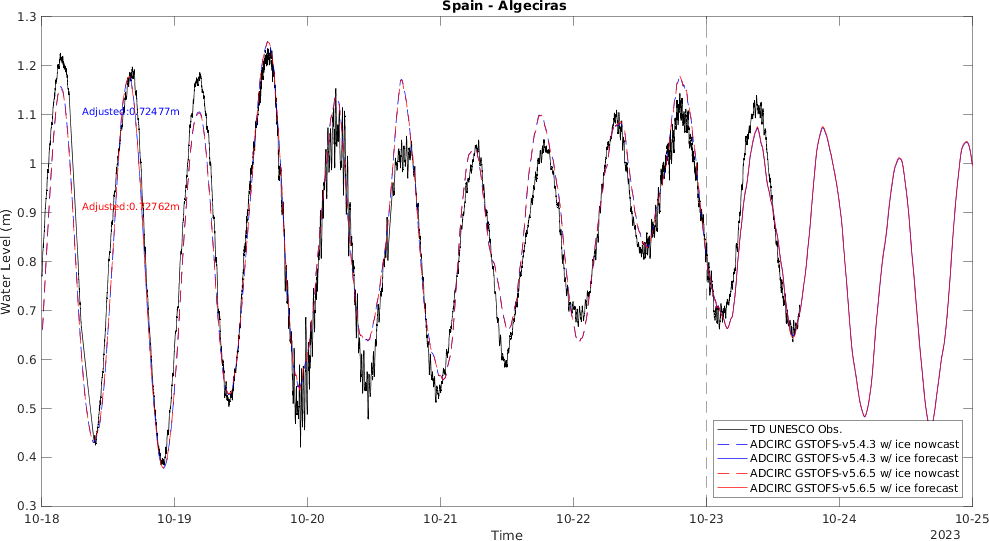 Spain - Algeciras
1.3
1.2
1.1
1
0.9
0.8
0.7
0.6
0.5
0.4
0.3
Water Level (m)
Adjusted:0.72477m
Adjusted:0.72762m
TD UNESCO Obs.
ADCIRC GSTOFS-v5.4.3 w/ ice nowcast
ADCIRC GSTOFS-v5.4.3 w/ ice forecast
ADCIRC GSTOFS-v5.6.5 w/ ice nowcast
ADCIRC GSTOFS-v5.6.5 w/ ice forecast
10-18 10-19 10-20 10-21 10-22 10-23 10-24 10-25
Time
2023